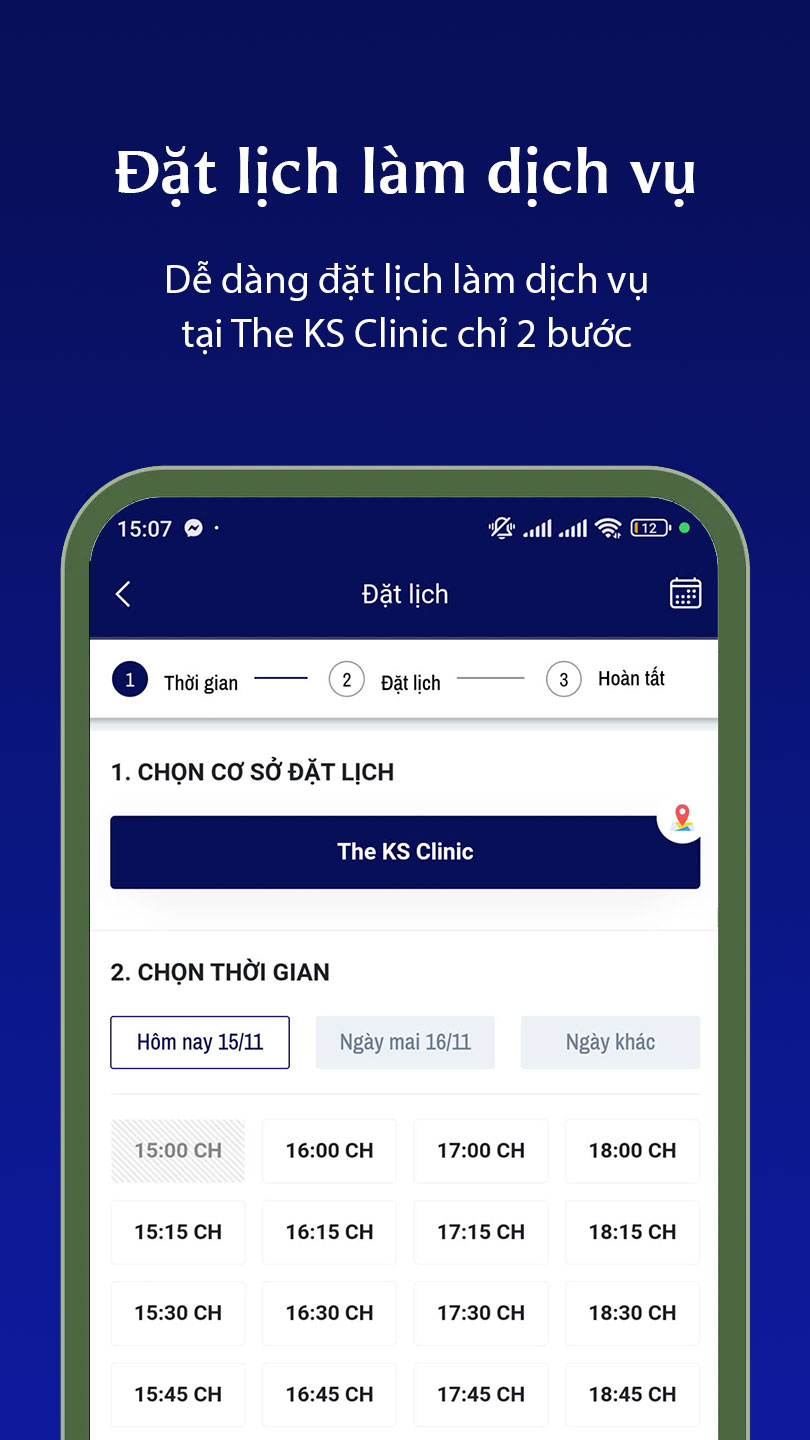 Đặt lịch làm dịch vụ
Dễ dàng đặt lịch làm dịch vụ
tại The KS Clinic chỉ 2 bước
15:07
12
Đặt lịch
1 Thời gian 2 Đặt lịch 3 Hoàn tất
1. CHỌN CƠ SỞ ĐẶT LỊCH
The KS Clinic
2. CHỌN THỜI GIAN
Hôm nay 15/11 Ngày mai 16/11 Ngày khác
15:00 CH 16:00 CH 17:00 CH 18:00 CH
15:15 CH 16:15 CH 17:15 CH 18:15 CH
15:30 CH 16:30 CH 17:30 CH 18:30 CH
15:45 CH 16:45 CH 17:45 CH 18:45 CH